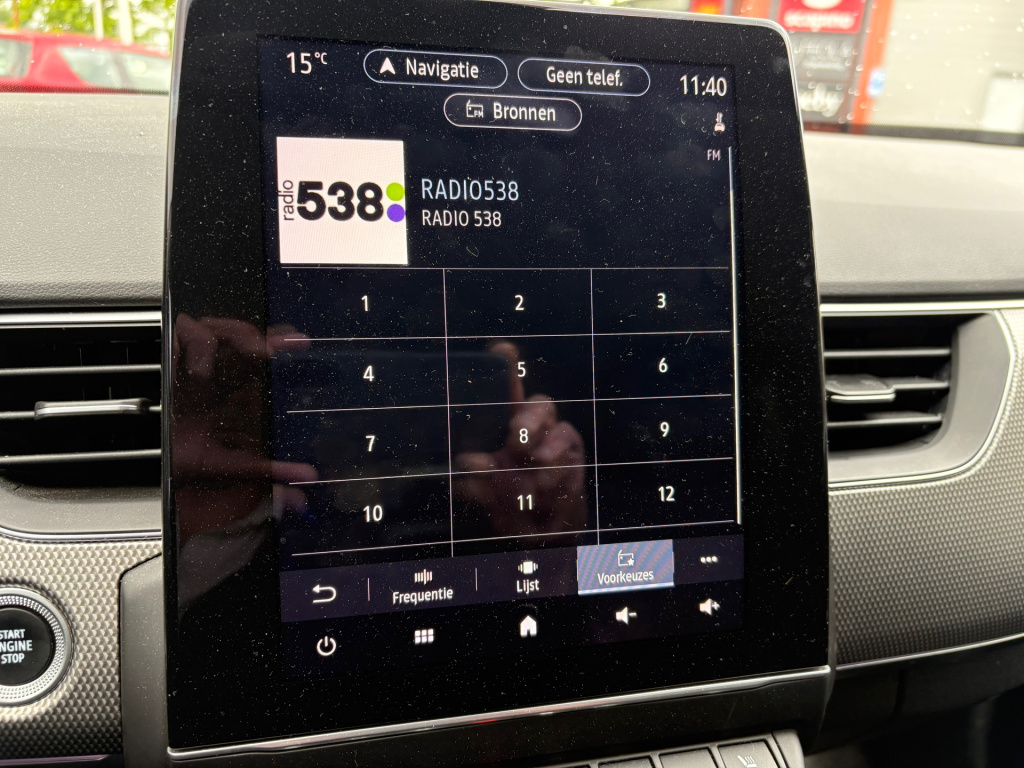 15°C
Navigatie
Geen telef.
11:40
FM
Bronnen
FM
radio
538
RADIO538
RADIO 538
1
2
3
4
5
6
7
8
9
10
11
12
Frequentie
Lijst
Voorkeuzes
START
ENGINE
STOP